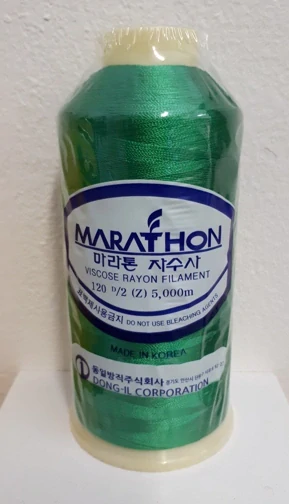 MARATHON
마라톤 자수사
VISCOSE RAYON FILAMENT
120 D/2 (Z) 5,000m
표백제사용금지 DO NOT USE BLEACHING AGENTS
MADE IN KOREA
동일방직주식회사
DONG-IL CORPORATION